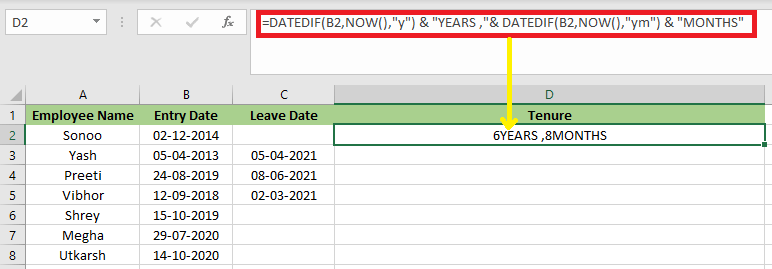 D2 fx =DATEDIF(B2,NOW(),"y") & "YEARS ,"& DATEDIF(B2,NOW(),"ym") & "MONTHS"
A B C D
1 Employee Name Entry Date Leave Date Tenure
2 Sonoo 02-12-2014 6YEARS ,8MONTHS
3 Yash 05-04-2013 05-04-2021
4 Preeti 24-08-2019 08-06-2021
5 Vibhor 12-09-2018 02-03-2021
6 Shrey 15-10-2019
7 Megha 29-07-2020
8 Utkarsh 14-10-2020